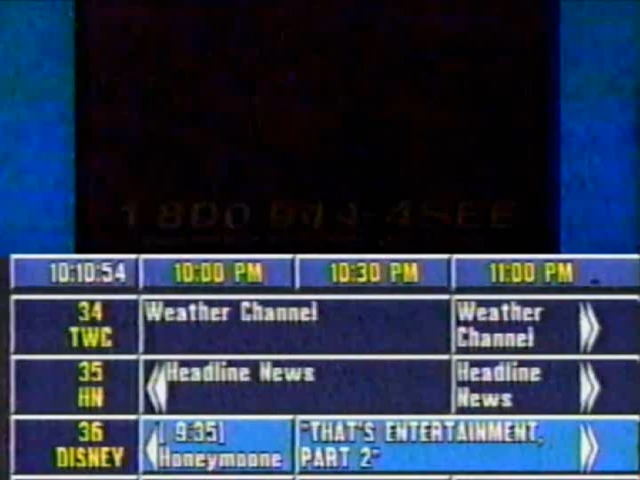 10:10:54 10:00 PM 10:30 PM 11:00 PM
34 TWC
Weather Channel
Weather
Channel
35 HN
Headline News
Headline
News
36 DISNEY
[ 9:35]
Honeymoone
"THAT'S ENTERTAINMENT,
PART 2"